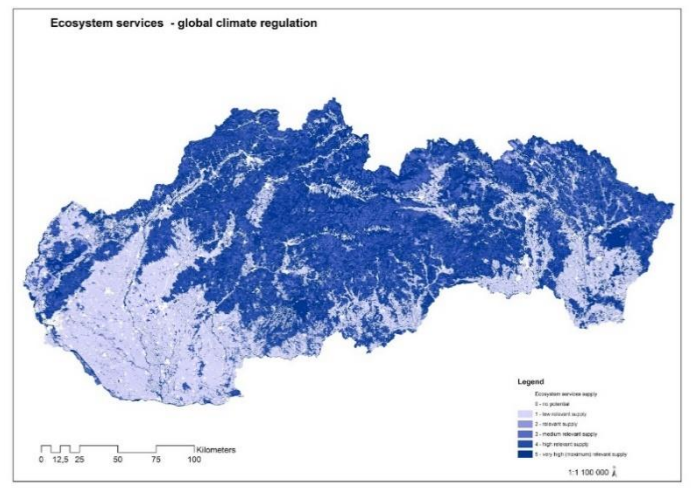 Ecosystem services - global climate regulation
Legend
Ecosystem services supply
0 - no potential
1 - low relevant supply
2 - relevant supply
3 - medium relevant supply
4 - high relevant supply
5 - very high (maximum) relevant supply
Kilometers
0 12,5 25 50 75 100
1:1 100 000